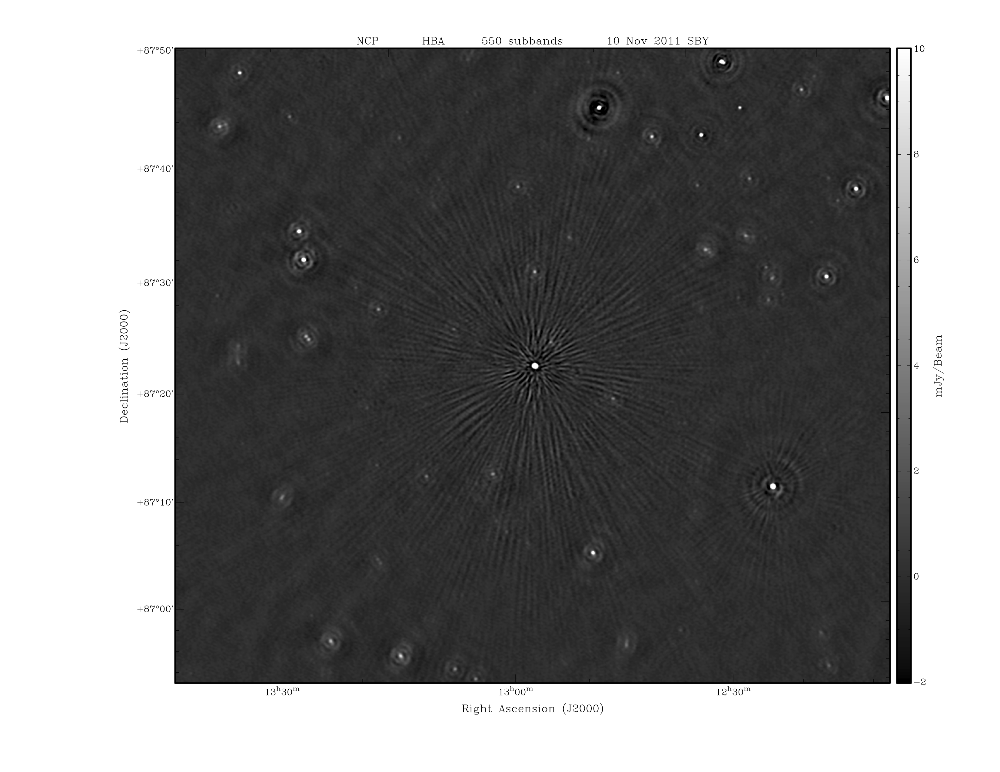 NCP HBA 550 subbands 10 Nov 2011 SBY
+87°50′
+87°40′
+87°30′
+87°20′
+87°10′
+87°00′
Declination (J2000)
13ʰ30ᵐ 13ʰ00ᵐ 12ʰ30ᵐ
Right Ascension (J2000)
10
8
6
4
2
0
−2
mJy/Beam